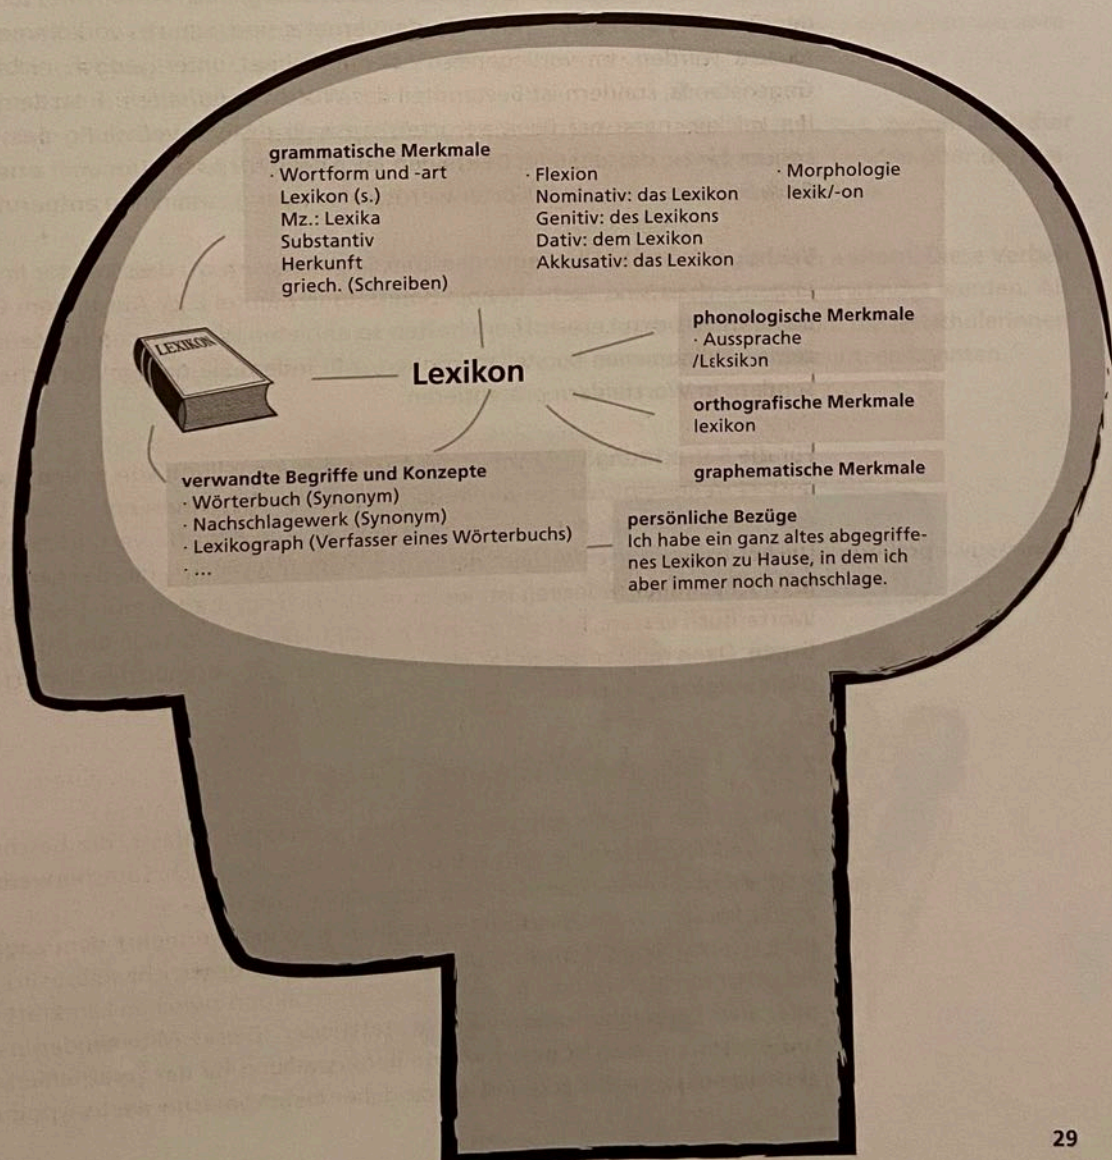 grammatische Merkmale
· Wortform und -art
Lexikon (s.)
Mz.: Lexika
Substantiv
Herkunft
griech. (Schreiben)
· Flexion
Nominativ: das Lexikon
Genitiv: des Lexikons
Dativ: dem Lexikon
Akkusativ: das Lexikon
· Morphologie
lexik/-on
LEXIKON
Lexikon
phonologische Merkmale
· Aussprache
/Lɛksikɔn
orthografische Merkmale
lexikon
graphematische Merkmale
verwandte Begriffe und Konzepte
· Wörterbuch (Synonym)
· Nachschlagewerk (Synonym)
· Lexikograph (Verfasser eines Wörterbuchs)
· ...
persönliche Bezüge
Ich habe ein ganz altes abgegriffe-
nes Lexikon zu Hause, in dem ich
aber immer noch nachschlage.
29